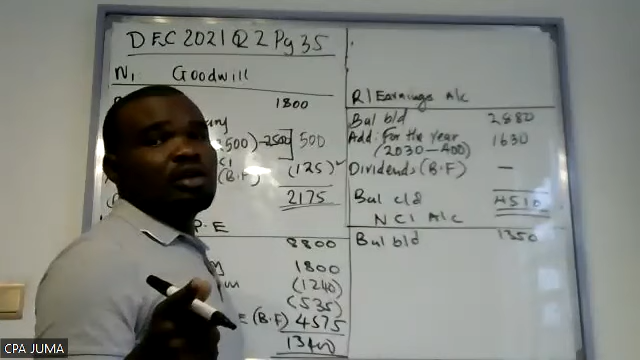 DEC 2021 Q2 Pg 35
N1 Goodwill
1800
500) -2500 500
(B.F) (125)
2175
P.E
8800
1800
(1240)
(535)
(B.F) 4575
13400
R/Earnings A/c
Bal b/d 2880
Add: For the year 1630
(2030-400)
Dividends (B.F) —
Bal c/d 4510
NCI A/c
Bal b/d 1350
CPA JUMA